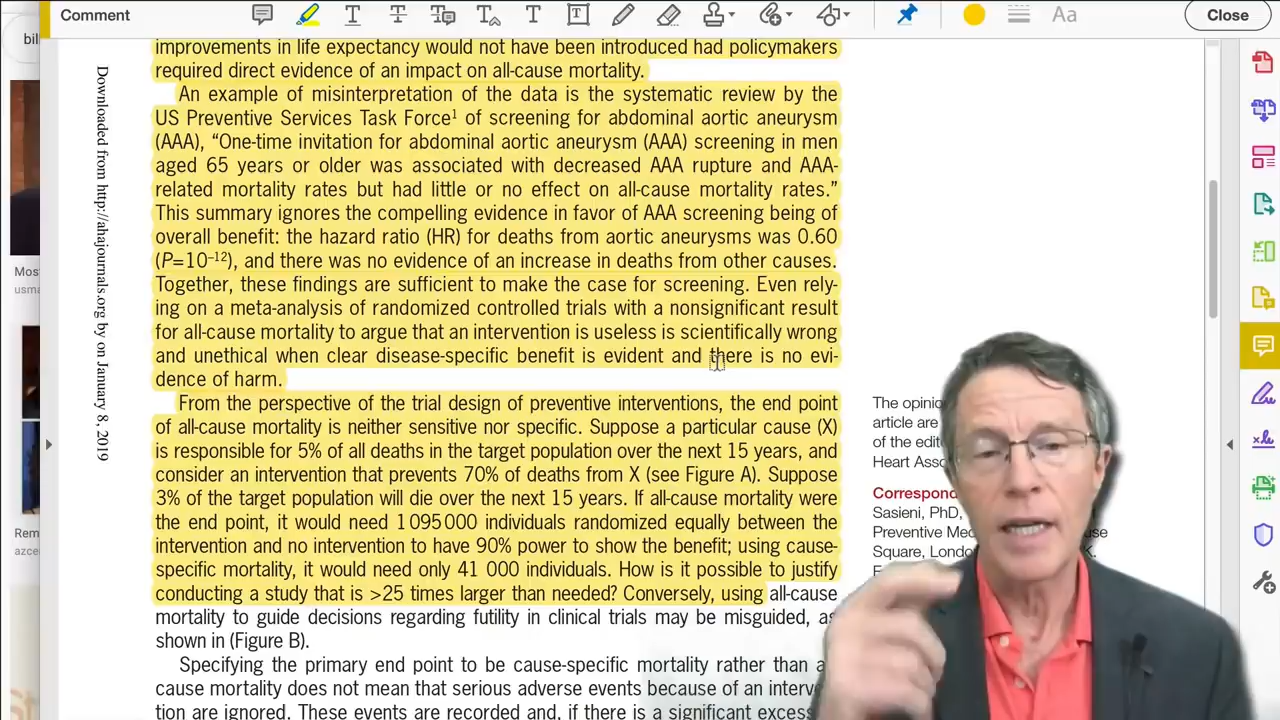 Comment
T
T
T
T
T
Aa
Close
bil
improvements in life expectancy would not have been introduced had policymakers
required direct evidence of an impact on all-cause mortality.
An example of misinterpretation of the data is the systematic review by the
US Preventive Services Task Force¹ of screening for abdominal aortic aneurysm
(AAA), “One-time invitation for abdominal aortic aneurysm (AAA) screening in men
aged 65 years or older was associated with decreased AAA rupture and AAA-
related mortality rates but had little or no effect on all-cause mortality rates.”
This summary ignores the compelling evidence in favor of AAA screening being of
overall benefit: the hazard ratio (HR) for deaths from aortic aneurysms was 0.60
(P=10⁻¹²), and there was no evidence of an increase in deaths from other causes.
Together, these findings are sufficient to make the case for screening. Even rely-
ing on a meta-analysis of randomized controlled trials with a nonsignificant result
for all-cause mortality to argue that an intervention is useless is scientifically wrong
and unethical when clear disease-specific benefit is evident and there is no evi-
dence of harm.
From the perspective of the trial design of preventive interventions, the end point
of all-cause mortality is neither sensitive nor specific. Suppose a particular cause (X)
is responsible for 5% of all deaths in the target population over the next 15 years, and
consider an intervention that prevents 70% of deaths from X (see Figure A). Suppose
3% of the target population will die over the next 15 years. If all-cause mortality were
the end point, it would need 1 095 000 individuals randomized equally between the
intervention and no intervention to have 90% power to show the benefit; using cause-
specific mortality, it would need only 41 000 individuals. How is it possible to justify
conducting a study that is >25 times larger than needed? Conversely, using all-cause
mortality to guide decisions regarding futility in clinical trials may be misguided, as
shown in (Figure B).
Specifying the primary end point to be cause-specific mortality rather than
cause mortality does not mean that serious adverse events because of an
tion are ignored. These events are recorded and, if there is a significant
Downloaded from http://ahajournals.org by on January 8, 2019
Most
usma
Rem
azce
The
article are
of the
Heart
Sasieni, PhD,
Preventive
Square,